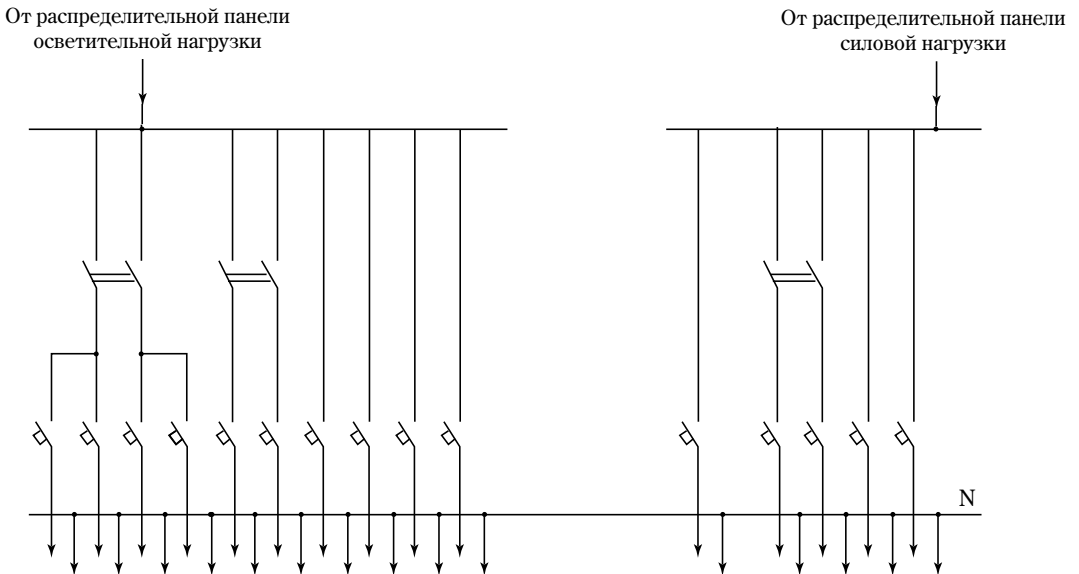 От распределительной панели
осветительной нагрузки
От распределительной панели
силовой нагрузки
N